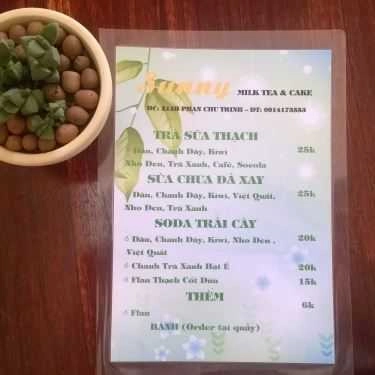 Sunny MILK TEA & CAKE
ĐC: 211B PHAN CHU TRINH – ĐT: 0914175553
TRÀ SỮA THẠCH
Dâu, Chanh Dây, Kiwi 25k
Nho Đen, Trà Xanh, Café, Socola
SỮA CHUA ĐÁ XAY
Dâu, Chanh Dây, Kiwi, Việt Quất, 25k
Nho Đen, Trà Xanh
SODA TRÁI CÂY
Dâu, Chanh Dây, Kiwi, Nho Đen , 20k
Việt Quất
Chanh Trà Xanh Hạt É 20k
Flan Thạch Cốt Dừa 15k
THÊM
6k
Flan
BÁNH (Order tại quầy)